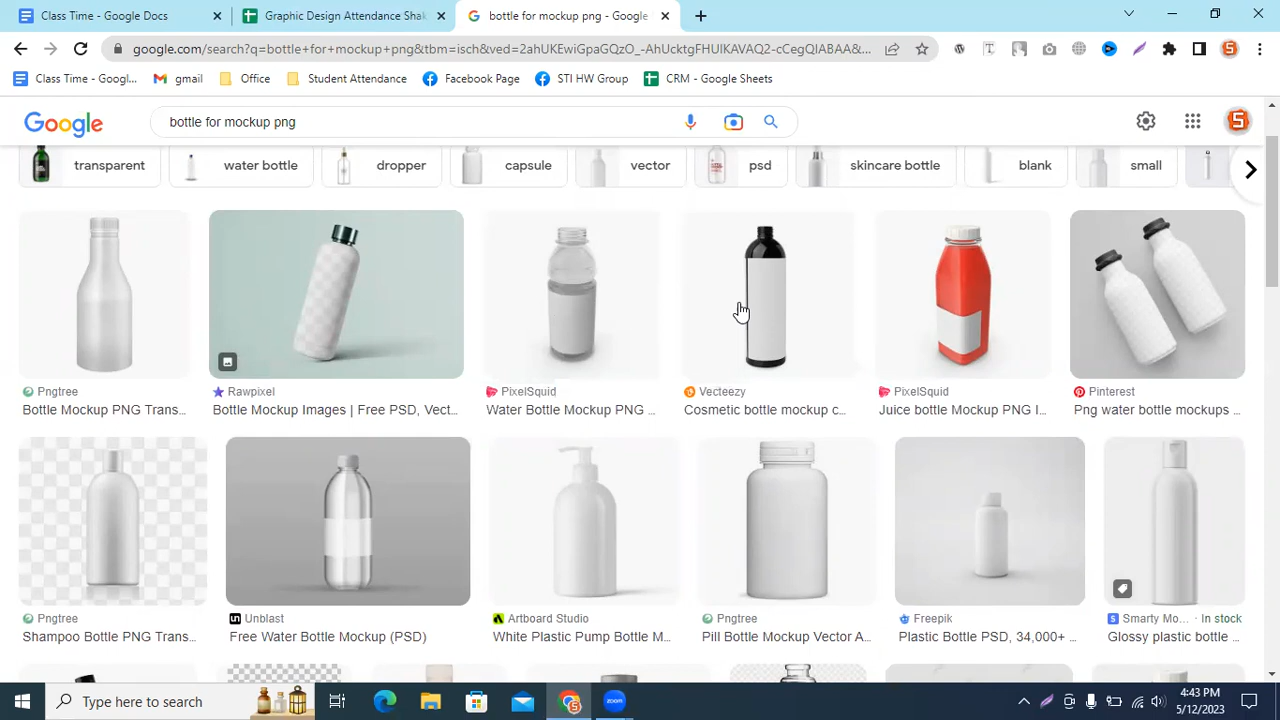 Class Time - Google Docs
Graphic Design Attendance Shak
bottle for mockup png - Google
google.com/search?q=bottle+for+mockup+png&tbm=isch&ved=2ahUKEwiGpaGQzO_-AhUcktgFHUlKAVAQ2-cCegQIABAA&...
Class Time - Googl...
gmail
Office
Student Attendance
Facebook Page
STI HW Group
CRM - Google Sheets
Google
bottle for mockup png
transparent
water bottle
dropper
capsule
vector
psd
skincare bottle
blank
small
Pngtree
Bottle Mockup PNG Trans...
Rawpixel
Bottle Mockup Images | Free PSD, Vect...
PixelSquid
Water Bottle Mockup PNG ...
Vecteezy
Cosmetic bottle mockup c...
PixelSquid
Juice bottle Mockup PNG I...
Pinterest
Png water bottle mockups ...
Pngtree
Shampoo Bottle PNG Trans...
Unblast
Free Water Bottle Mockup (PSD)
Artboard Studio
White Plastic Pump Bottle M...
Pngtree
Pill Bottle Mockup Vector A...
Freepik
Plastic Bottle PSD, 34,000+ ...
Smarty Mo... · In stock
Glossy plastic bottle ...
Type here to search
zoom
4:43 PM
5/12/2023